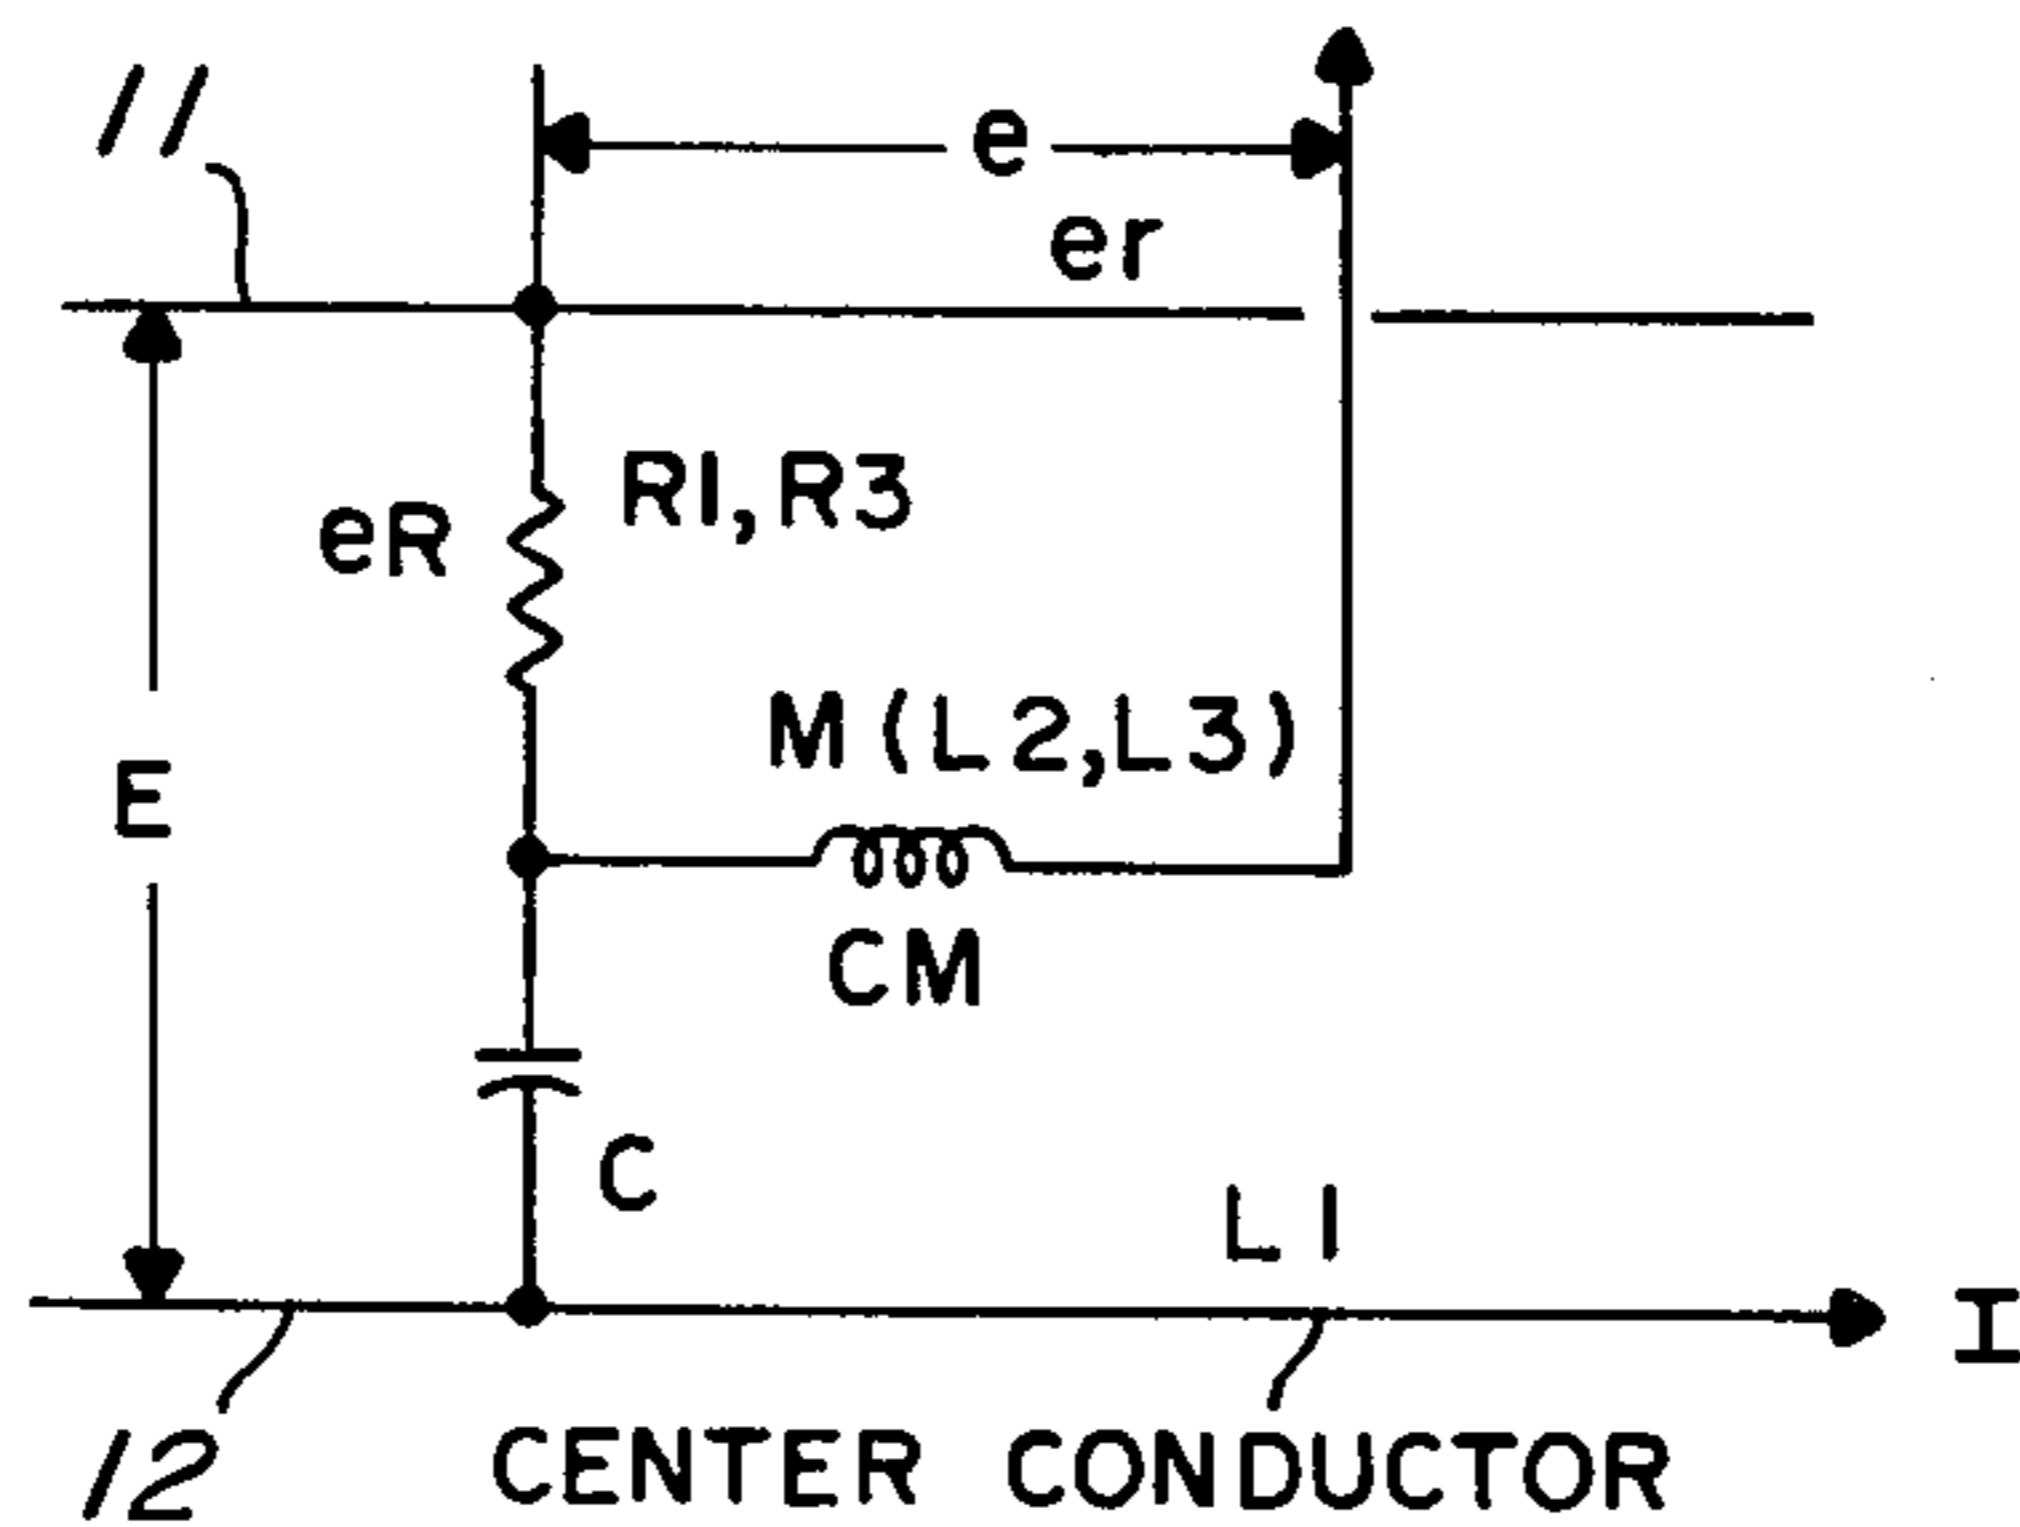 11
e
er
R1,R3
eR
M(L2,L3)
E
CM
C
L1
I
12
CENTER CONDUCTOR